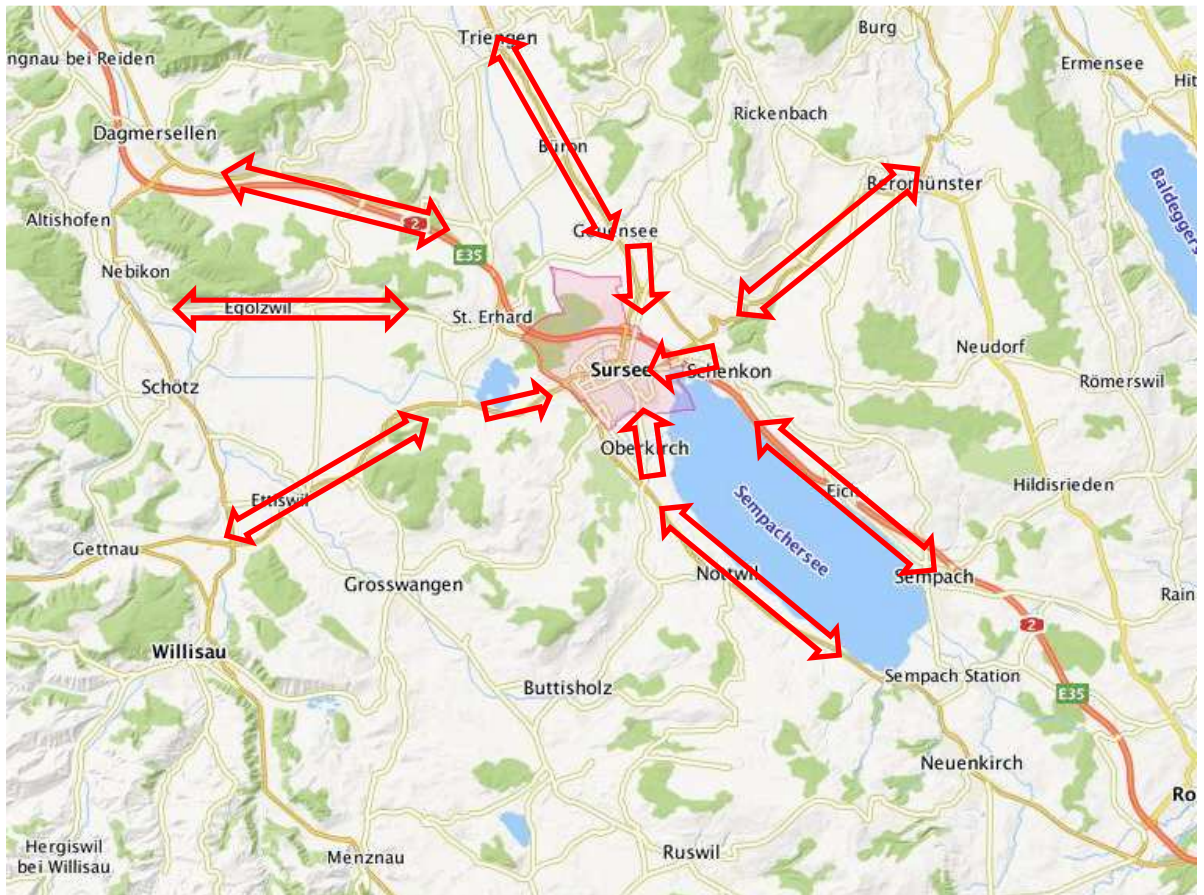 Burg
Triengen
ngnau bei Reiden
Ermensee
Hit
Rickenbach
Dagmersellen
Büron
Beromünster
Baldeggers
Altishofen
2
Geuensee
E35
Nebikon
Egolzwil
St. Erhard
Neudorf
Sursee
Schenkon
Römerswil
Schötz
Oberkirch
Eich
Hildisrieden
Ettiswil
Sempachersee
Gettnau
Nottwil
Sempach
Grosswangen
Rain
2
Willisau
Sempach Station
Buttisholz
E35
Neuenkirch
Ro
Hergiswil
bei Willisau
Menznau
Ruswil